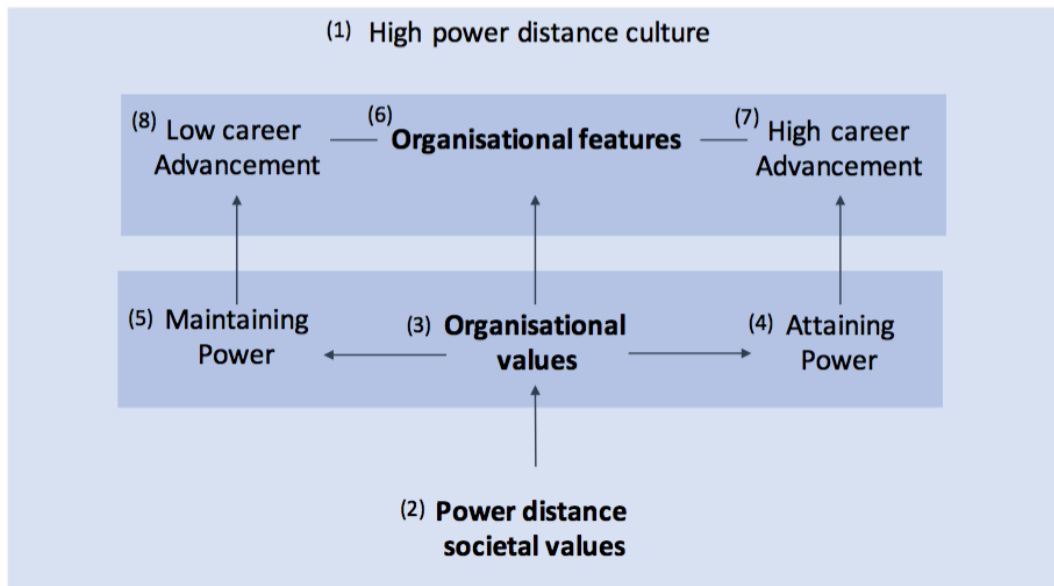 (1) High power distance culture
(8) Low career
Advancement
(6) Organisational features
(7) High career
Advancement
(5) Maintaining
Power
(3) Organisational
values
(4) Attaining
Power
(2) Power distance
societal values